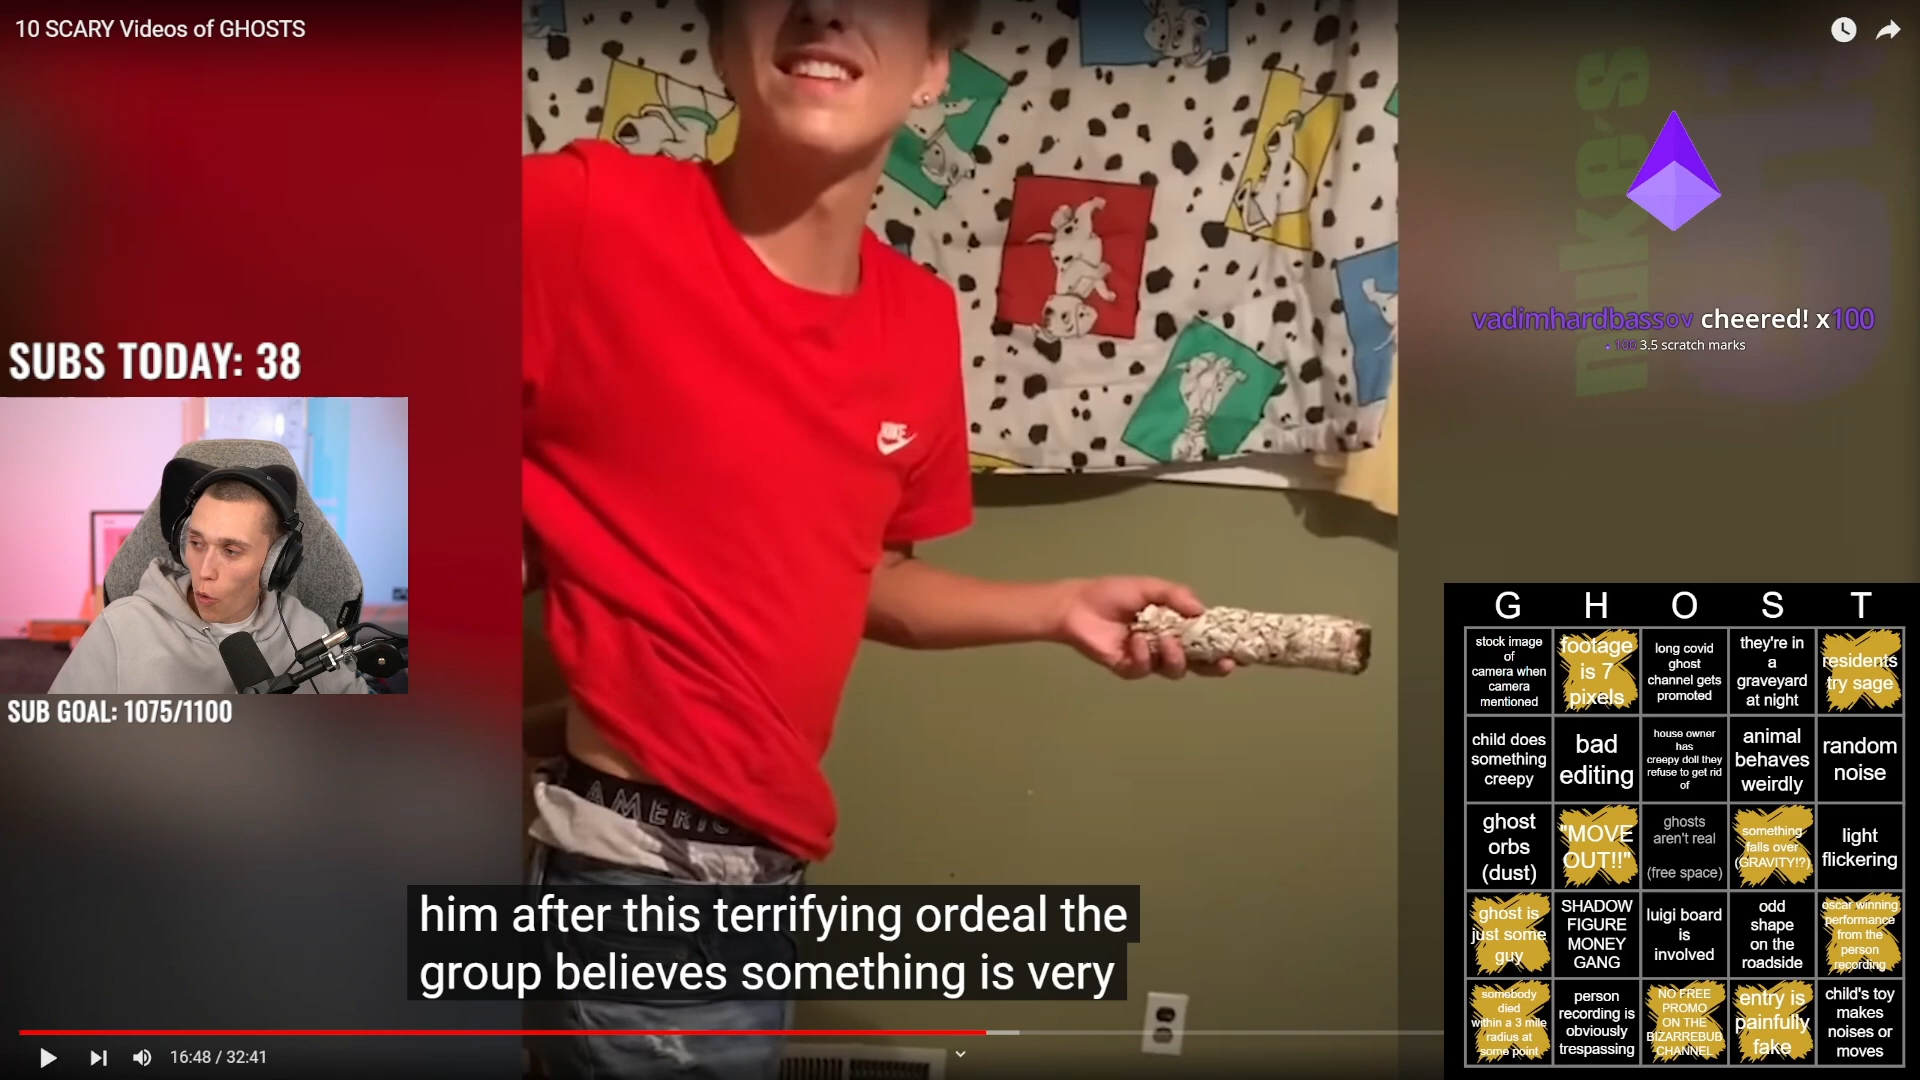 10 SCARY Videos of GHOSTS
NIKE
SUBS TODAY: 38
SUB GOAL: 1075/1100
vadimhardbassov cheered! x100
100 3.5 scratch marks
him after this terrifying ordeal the
group believes something is very
16:48 / 32:41
G H O S T
stock image
of
camera when
camera
mentioned
footage
is 7
pixels
long covid
ghost
channel gets
promoted
they're in
a
graveyard
at night
residents
try sage
child does
something
creepy
bad
editing
house owner
has
creepy doll they
refuse to get rid
of
animal
behaves
weirdly
random
noise
ghost
orbs
(dust)
"MOVE
OUT!!"
ghosts
aren't real
(free space)
something
falls over
(GRAVITY!?)
light
flickering
ghost is
just some
guy
SHADOW
FIGURE
MONEY
GANG
luigi board
is
involved
odd
shape
on the
roadside
oscar winning
performance
from the
person
recording
somebody
died
within a 3 mile
radius at
some point
person
recording is
obviously
trespassing
NO FREE
PROMO
ON THE
BIZARREBUB
CHANNEL
entry is
painfully
fake
child's toy
makes
noises or
moves